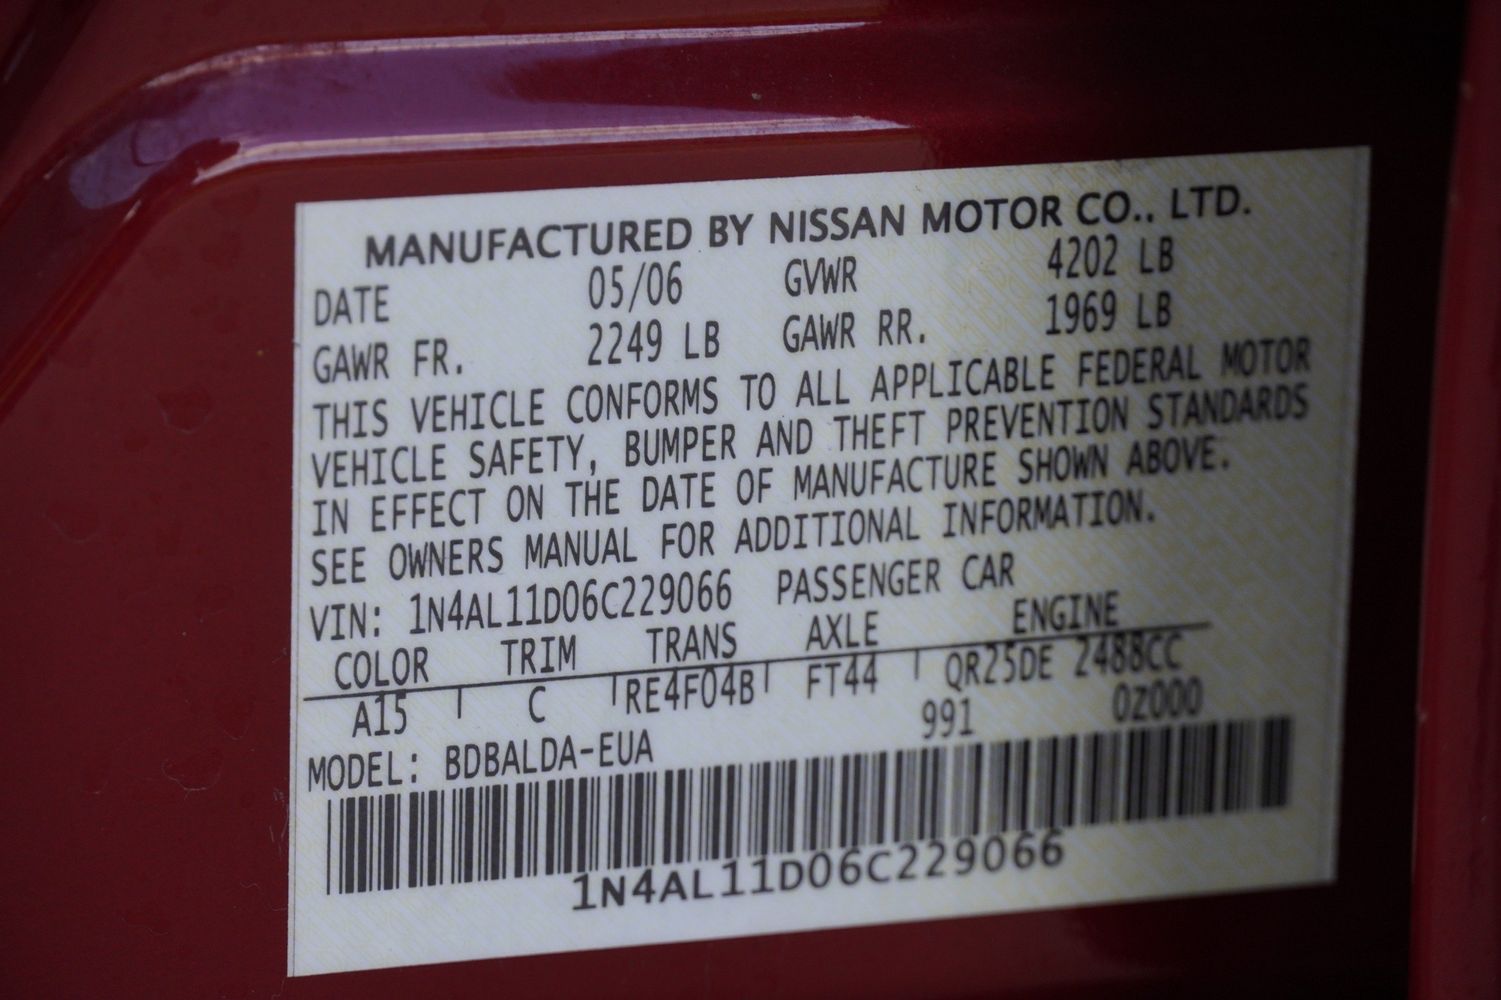 MANUFACTURED BY NISSAN MOTOR CO., LTD.
DATE 05/06 GVWR 4202 LB
GAWR FR. 2249 LB GAWR RR. 1969 LB
THIS VEHICLE CONFORMS TO ALL APPLICABLE FEDERAL MOTOR
VEHICLE SAFETY, BUMPER AND THEFT PREVENTION STANDARDS
IN EFFECT ON THE DATE OF MANUFACTURE SHOWN ABOVE.
SEE OWNERS MANUAL FOR ADDITIONAL INFORMATION.
VIN: 1N4AL11D06C229066 PASSENGER CAR
COLOR TRIM TRANS AXLE ENGINE
A15 C RE4F04B FT44 QR25DE 2488CC
991 0Z000
MODEL: BDBALDA-EUA
1N4AL11D06C229066